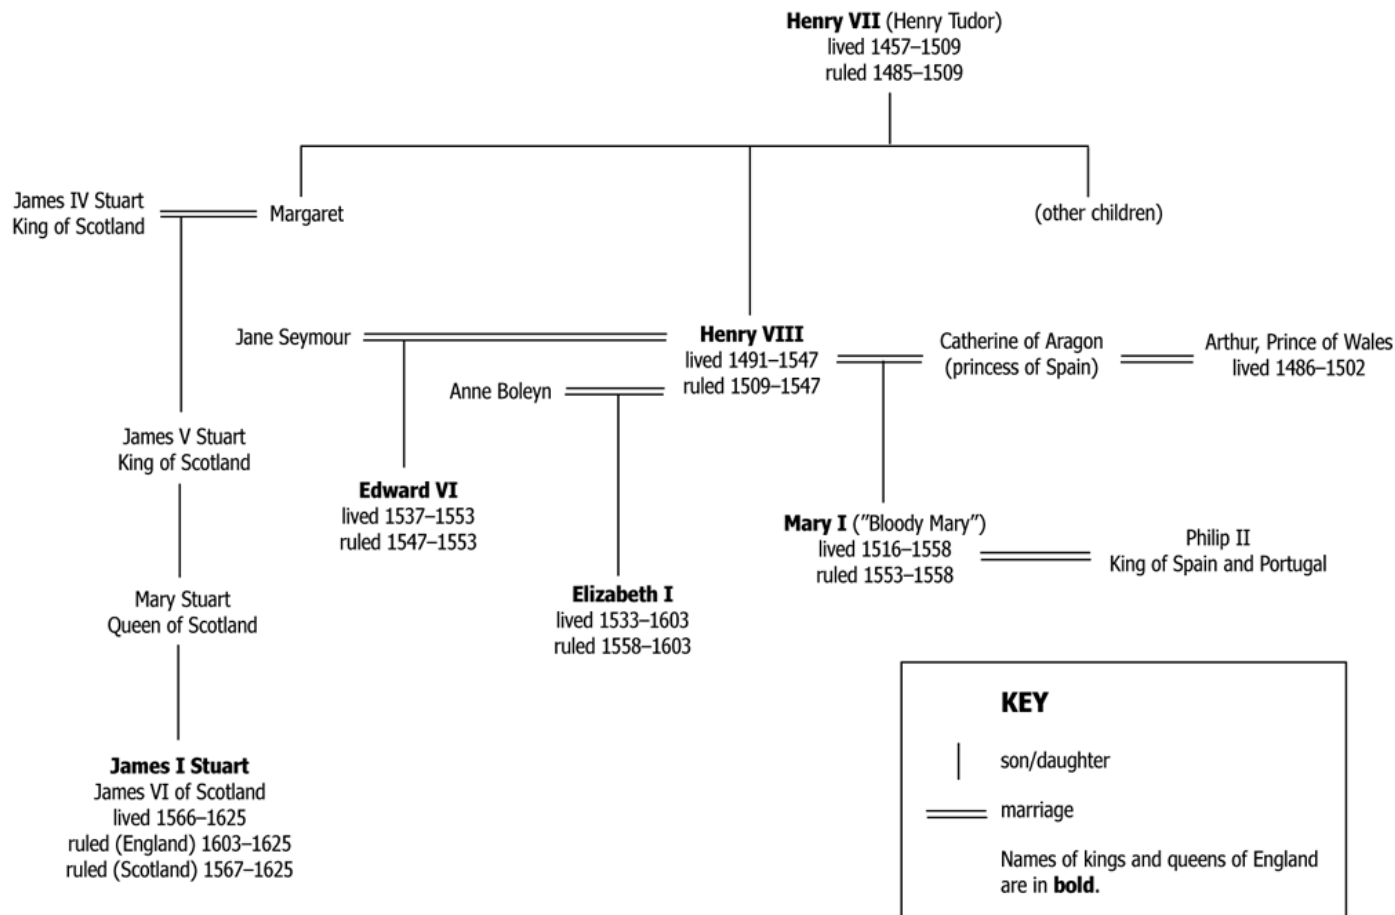 Henry VII (Henry Tudor)
lived 1457–1509
ruled 1485–1509
James IV Stuart
King of Scotland
Margaret
(other children)
Jane Seymour
Henry VIII
lived 1491–1547
ruled 1509–1547
Catherine of Aragon
(princess of Spain)
Arthur, Prince of Wales
lived 1486–1502
Anne Boleyn
James V Stuart
King of Scotland
Edward VI
lived 1537–1553
ruled 1547–1553
Mary I (”Bloody Mary”)
lived 1516–1558
ruled 1553–1558
Philip II
King of Spain and Portugal
Mary Stuart
Queen of Scotland
Elizabeth I
lived 1533–1603
ruled 1558–1603
James I Stuart
James VI of Scotland
lived 1566–1625
ruled (England) 1603–1625
ruled (Scotland) 1567–1625
KEY
son/daughter
marriage
Names of kings and queens of England
are in bold.